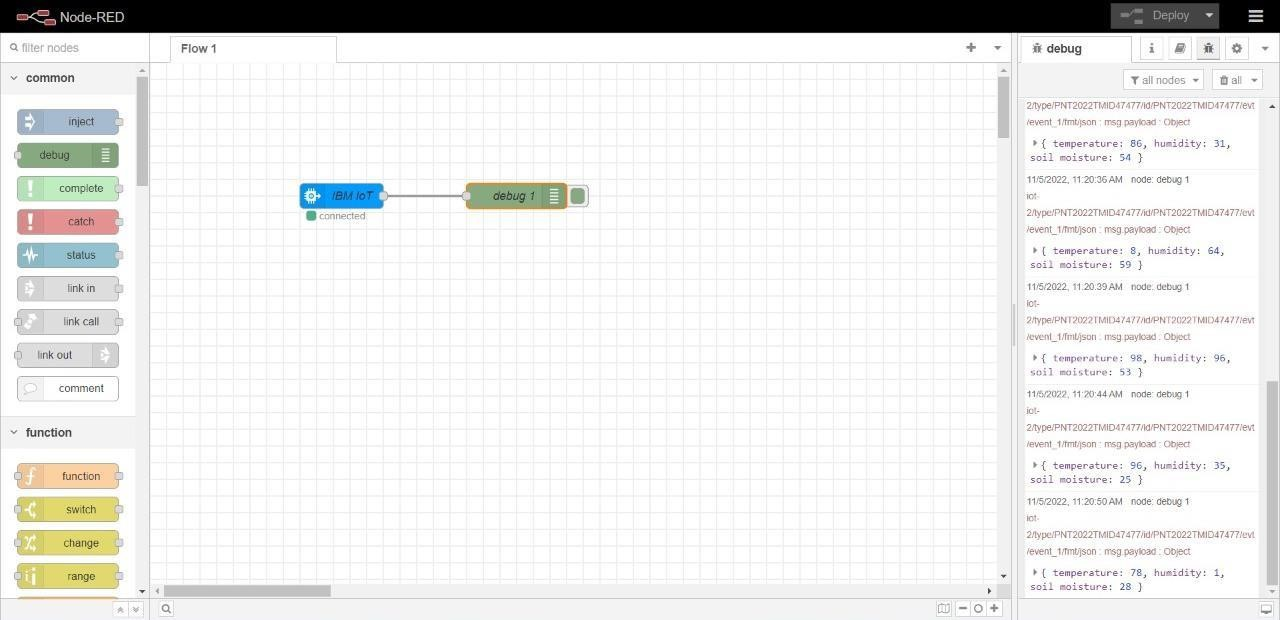 Node-RED
Deploy
filter nodes
Flow 1
debug
i
common
all nodes
all
inject
debug
complete
catch
status
link in
link call
link out
comment
function
function
switch
change
range
IBM IoT
connected
debug 1
2/type/PNT2022TMID47477/id/PNT2022TMID47477/evt
/event_1/fmt/json : msg.payload : Object
{ temperature: 86, humidity: 31,
soil moisture: 54 }
11/5/2022, 11:20:36 AM node: debug 1
iot-
2/type/PNT2022TMID47477/id/PNT2022TMID47477/evt
/event_1/fmt/json : msg.payload : Object
{ temperature: 8, humidity: 64,
soil moisture: 59 }
11/5/2022, 11:20:39 AM node: debug 1
iot-
2/type/PNT2022TMID47477/id/PNT2022TMID47477/evt
/event_1/fmt/json : msg.payload : Object
{ temperature: 98, humidity: 96,
soil moisture: 53 }
11/5/2022, 11:20:44 AM node: debug 1
iot-
2/type/PNT2022TMID47477/id/PNT2022TMID47477/evt
/event_1/fmt/json : msg.payload : Object
{ temperature: 96, humidity: 35,
soil moisture: 25 }
11/5/2022, 11:20:50 AM node: debug 1
iot-
2/type/PNT2022TMID47477/id/PNT2022TMID47477/evt
/event_1/fmt/json : msg.payload : Object
{ temperature: 78, humidity: 1,
soil moisture: 28 }